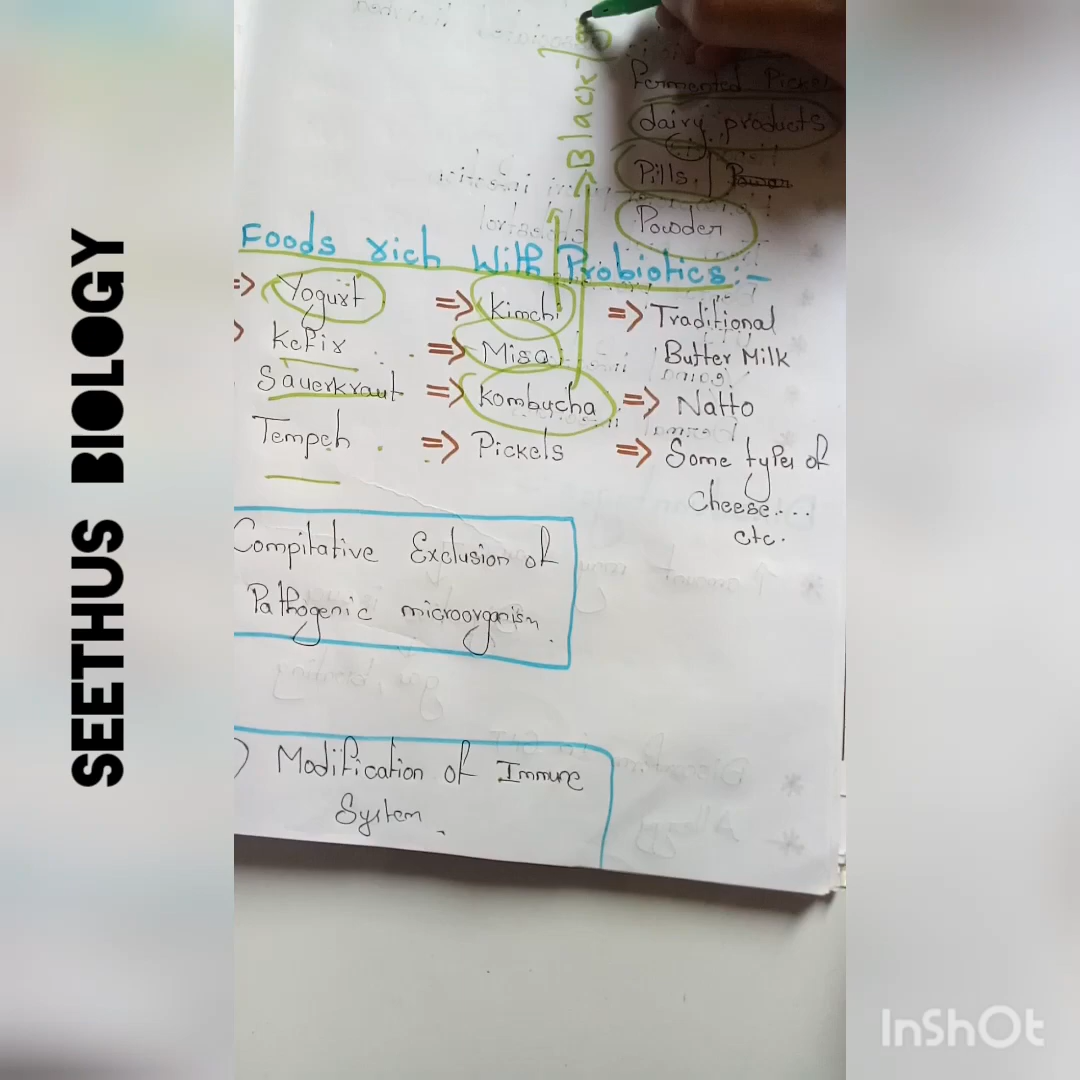 SEETHUS BIOLOGY
Fermented Pickel
dairy products
Pills
Powder
Black
Foods rich With Probiotics:-
=> Yogurt => Kimchi => Traditional
Kefir => Miso Butter Milk
Sauerkraut => Kombucha => Natto
Tempeh => Pickels => Some types of
cheese....
etc.
Compitative Exclusion of
Pathogenic microorganism.
) Modification of Immune
System.
InShOt